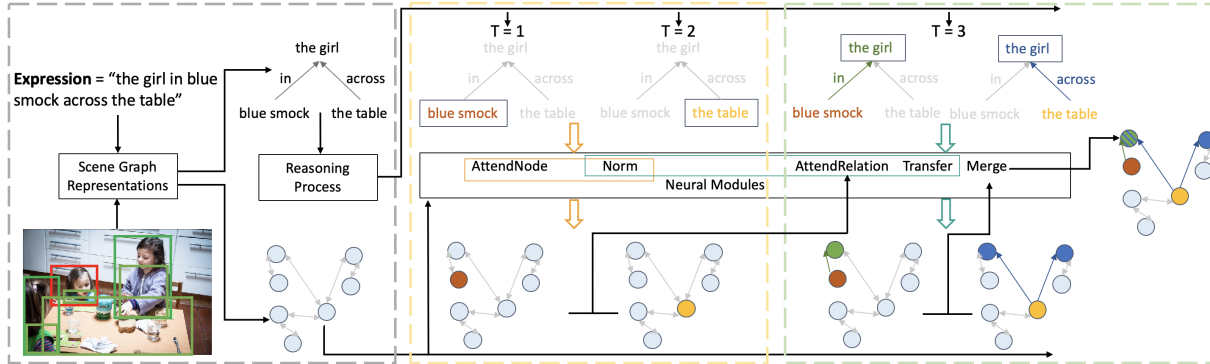 Expression = “the girl in blue
smock across the table”
Scene Graph
Representations
the girl
in
across
blue smock
the table
Reasoning
Process
T = 1
the girl
in
across
blue smock
the table
T = 2
the girl
in
across
blue smock
the table
T = 3
the girl
in
across
blue smock
the table
the girl
in
across
blue smock
the table
AttendNode
Norm
AttendRelation
Transfer
Merge
Neural Modules